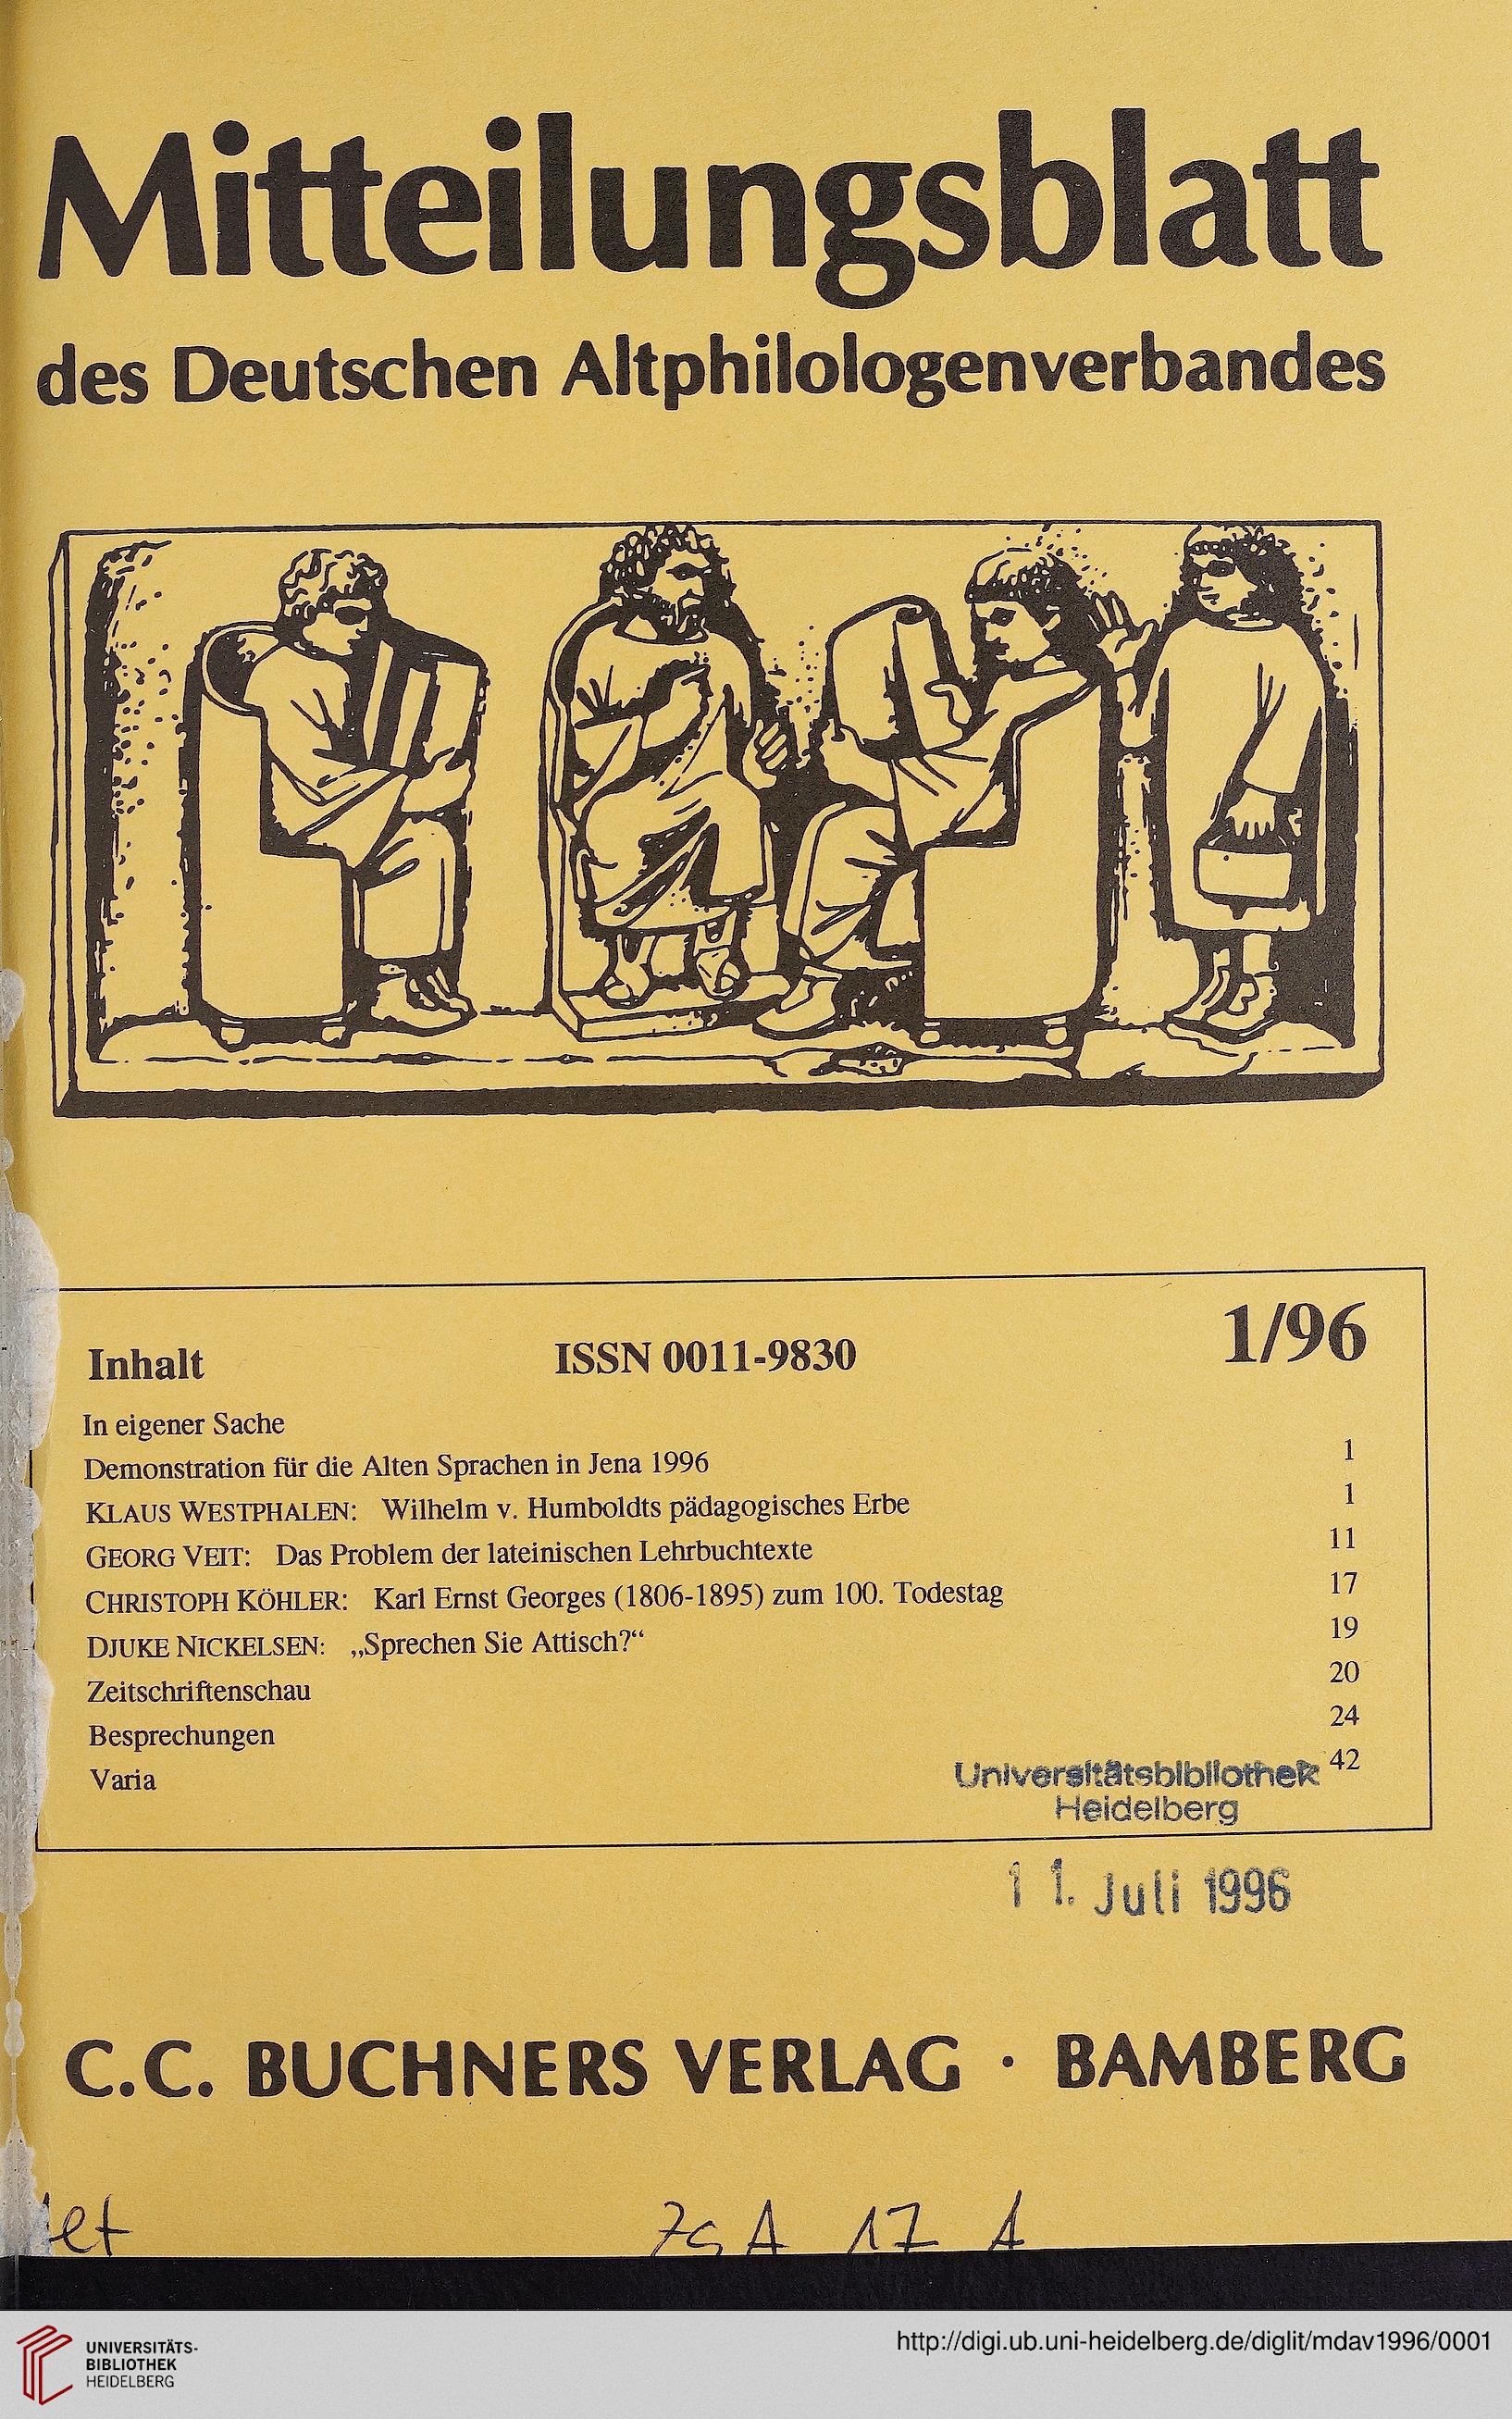 Mitteilungsblatt
des Deutschen Altphilologenverbandes
Inhalt ISSN 0011-9830 1/96
In eigener Sache 1
Demonstration für die Alten Sprachen in Jena 1996 1
KLAUS WESTPHALEN: Wilhelm v. Humboldts pädagogisches Erbe 11
GEORG VEIT: Das Problem der lateinischen Lehrbuchtexte 17
CHRISTOPH KÖHLER: Karl Ernst Georges (1806-1895) zum 100. Todestag 19
DJUKE NICKELSEN: „Sprechen Sie Attisch?“ 20
Zeitschriftenschau 24
Besprechungen 42
Varia
Universitätsbibliothek
Heidelberg
11. Juli 1996
C.C. BUCHNERS VERLAG · BAMBERG
ZSA 17 A
UNIVERSITÄTS-
BIBLIOTHEK
HEIDELBERG
http://digi.ub.uni-heidelberg.de/diglit/mdav1996/0001